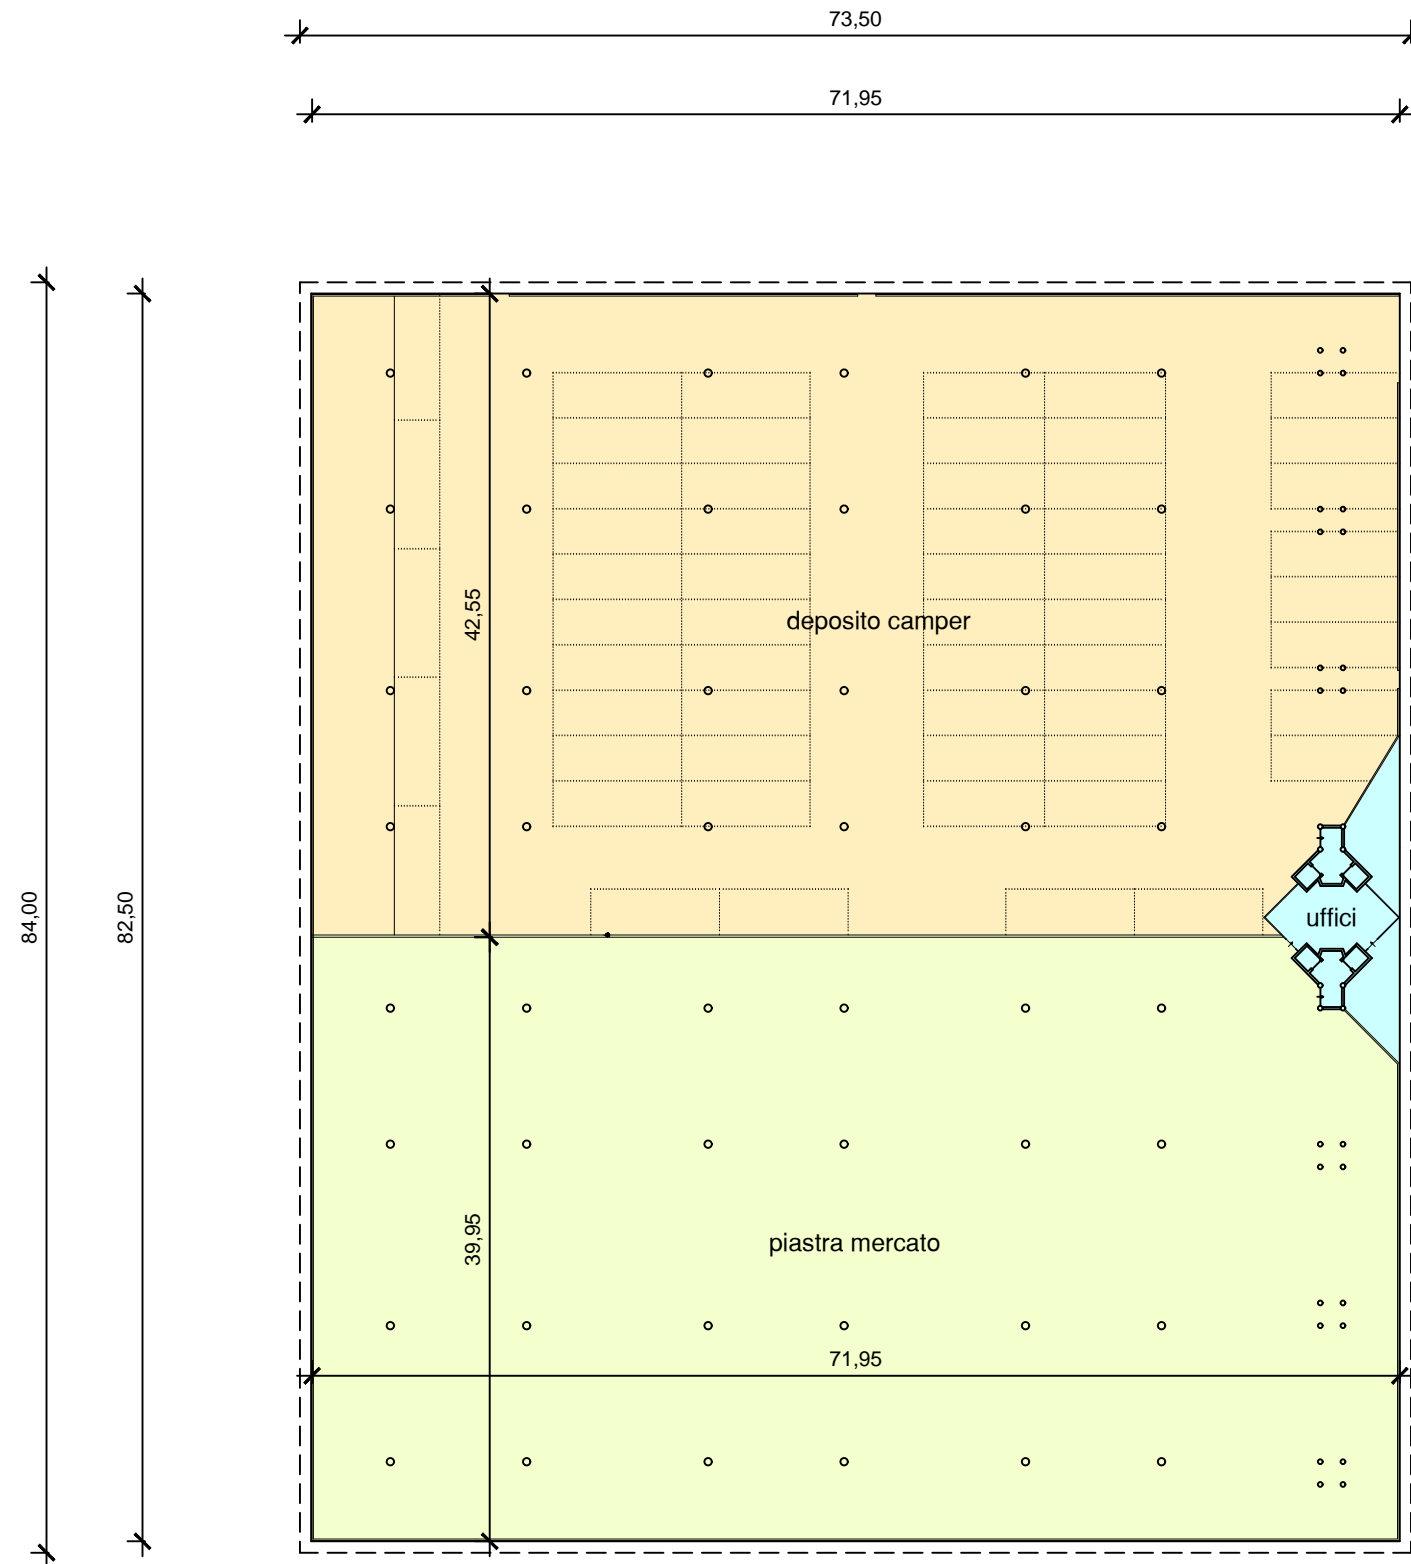 73,50
71,95
42,55
deposito camper
84,00
82,50
uffici
39,95
piastra mercato
71,95